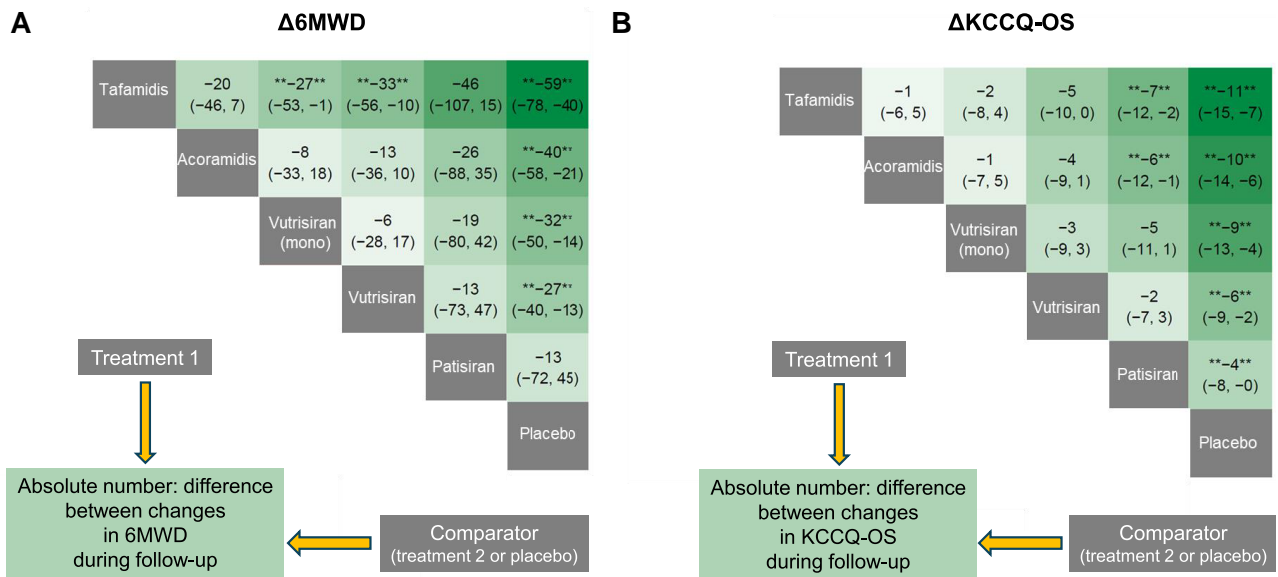 A
Δ6MWD
Tafamidis
−20
(−46, 7)
**−27**
(−53, −1)
**−33**
(−56, −10)
−46
(−107, 15)
**−59**
(−78, −40)
Acoramidis
−8
(−33, 18)
−13
(−36, 10)
−26
(−88, 35)
**−40**
(−58, −21)
Vutrisiran
(mono)
−6
(−28, 17)
−19
(−80, 42)
**−32**
(−50, −14)
Vutrisiran
−13
(−73, 47)
**−27**
(−40, −13)
Patisiran
−13
(−72, 45)
Placebo
Treatment 1
Absolute number: difference
between changes
in 6MWD
during follow-up
Comparator
(treatment 2 or placebo)
B
ΔKCCQ-OS
Tafamidis
−1
(−6, 5)
−2
(−8, 4)
−5
(−10, 0)
**−7**
(−12, −2)
**−11**
(−15, −7)
Acoramidis
−1
(−7, 5)
−4
(−9, 1)
**−6**
(−12, −1)
**−10**
(−14, −6)
Vutrisiran
(mono)
−3
(−9, 3)
−5
(−11, 1)
**−9**
(−13, −4)
Vutrisiran
−2
(−7, 3)
**−6**
(−9, −2)
Patisiran
**−4**
(−8, −0)
Placebo
Treatment 1
Absolute number: difference
between changes
in KCCQ-OS
during follow-up
Comparator
(treatment 2 or placebo)